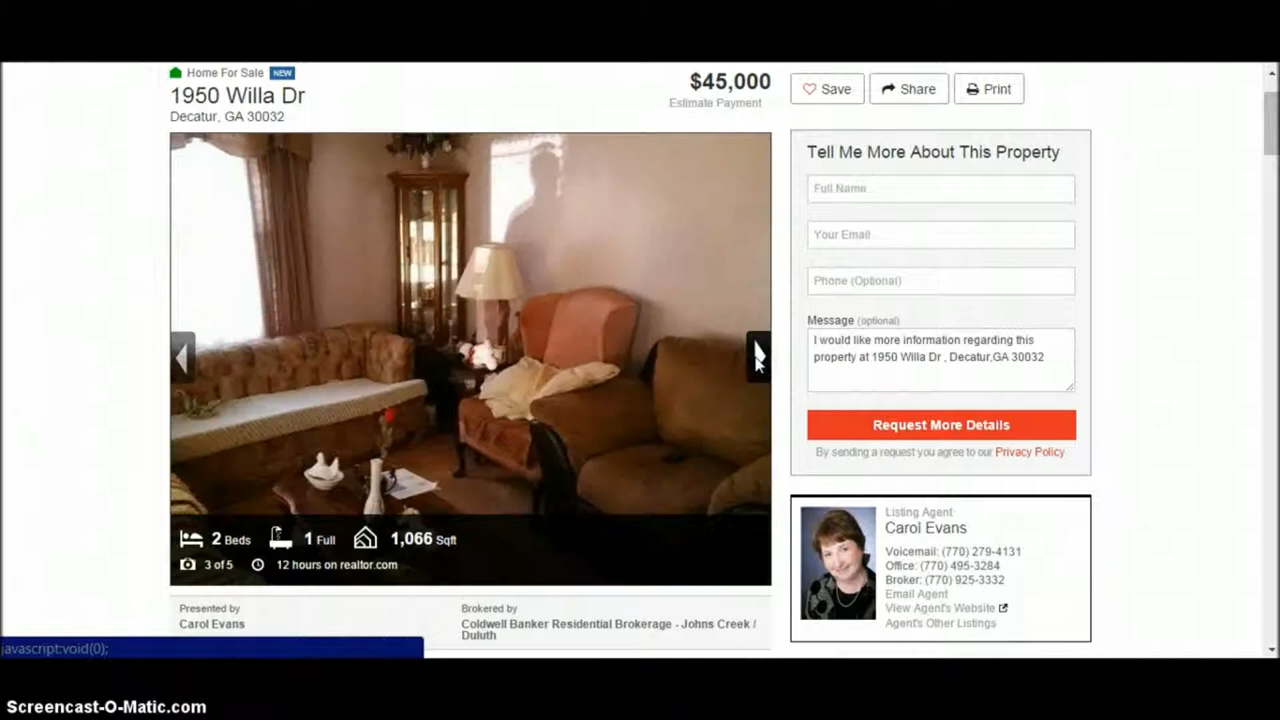 Home For Sale NEW
1950 Willa Dr
Decatur, GA 30032
$45,000
Estimate Payment
Save
Share
Print
Tell Me More About This Property
Full Name
Your Email
Phone (Optional)
Message (optional)
I would like more information regarding this
property at 1950 Willa Dr , Decatur,GA 30032
Request More Details
By sending a request you agree to our Privacy Policy
2 Beds 1 Full 1,066 Sqft
3 of 5 12 hours on realtor.com
Presented by
Carol Evans
Brokered by
Coldwell Banker Residential Brokerage - Johns Creek /
Duluth
Listing Agent
Carol Evans
Voicemail: (770) 279-4131
Office: (770) 495-3284
Broker: (770) 925-3332
Email Agent
View Agent's Website
Agent's Other Listings
javascript:void(0);
Screencast-O-Matic.com